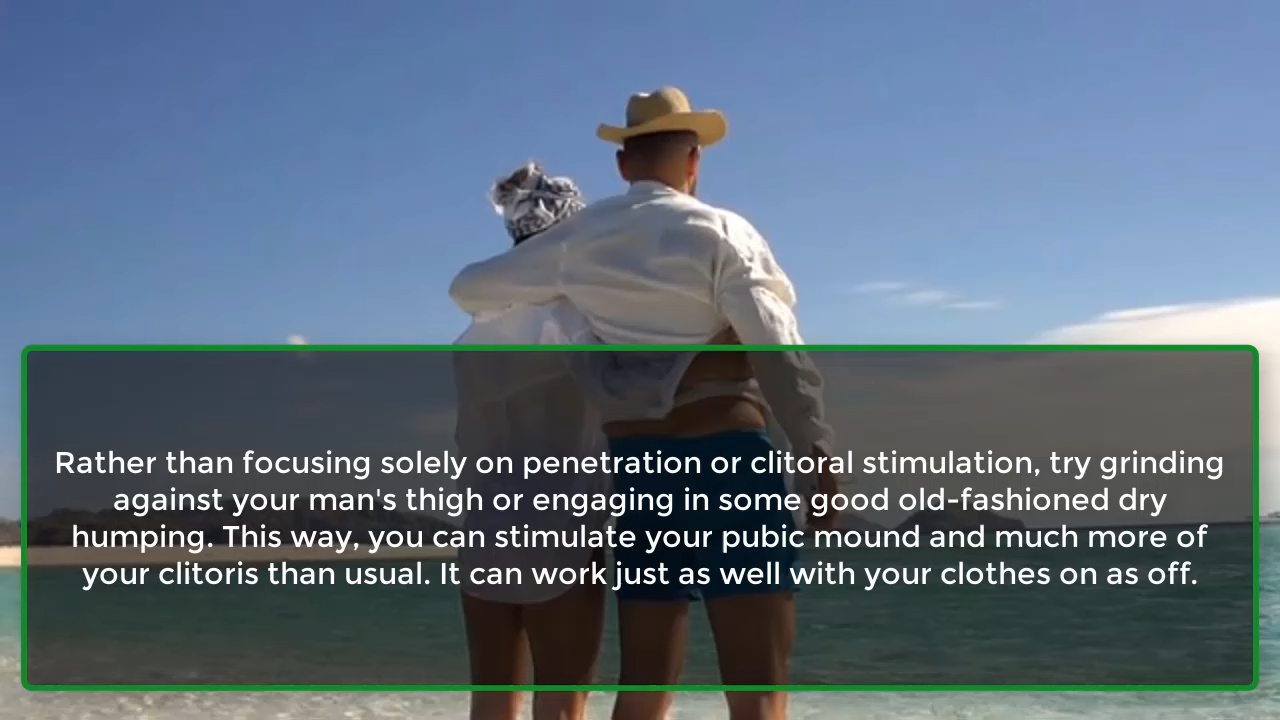 Rather than focusing solely on penetration or clitoral stimulation, try grinding
against your man's thigh or engaging in some good old-fashioned dry
humping. This way, you can stimulate your pubic mound and much more of
your clitoris than usual. It can work just as well with your clothes on as off.